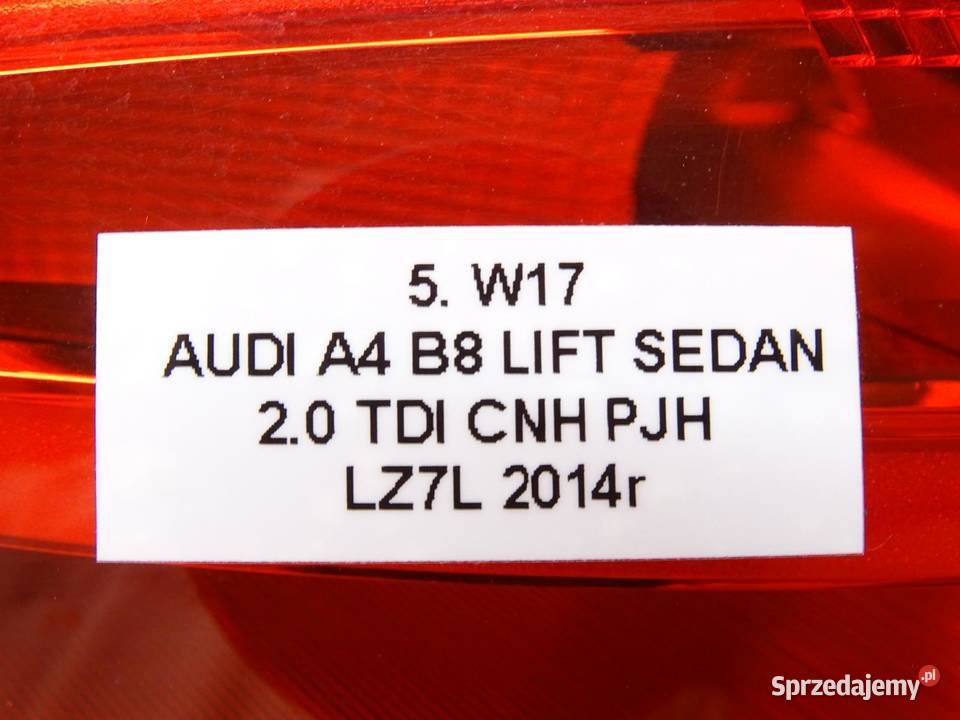 5. W17
AUDI A4 B8 LIFT SEDAN
2.0 TDI CNH PJH
LZ7L 2014r
Sprzedajemy.pl